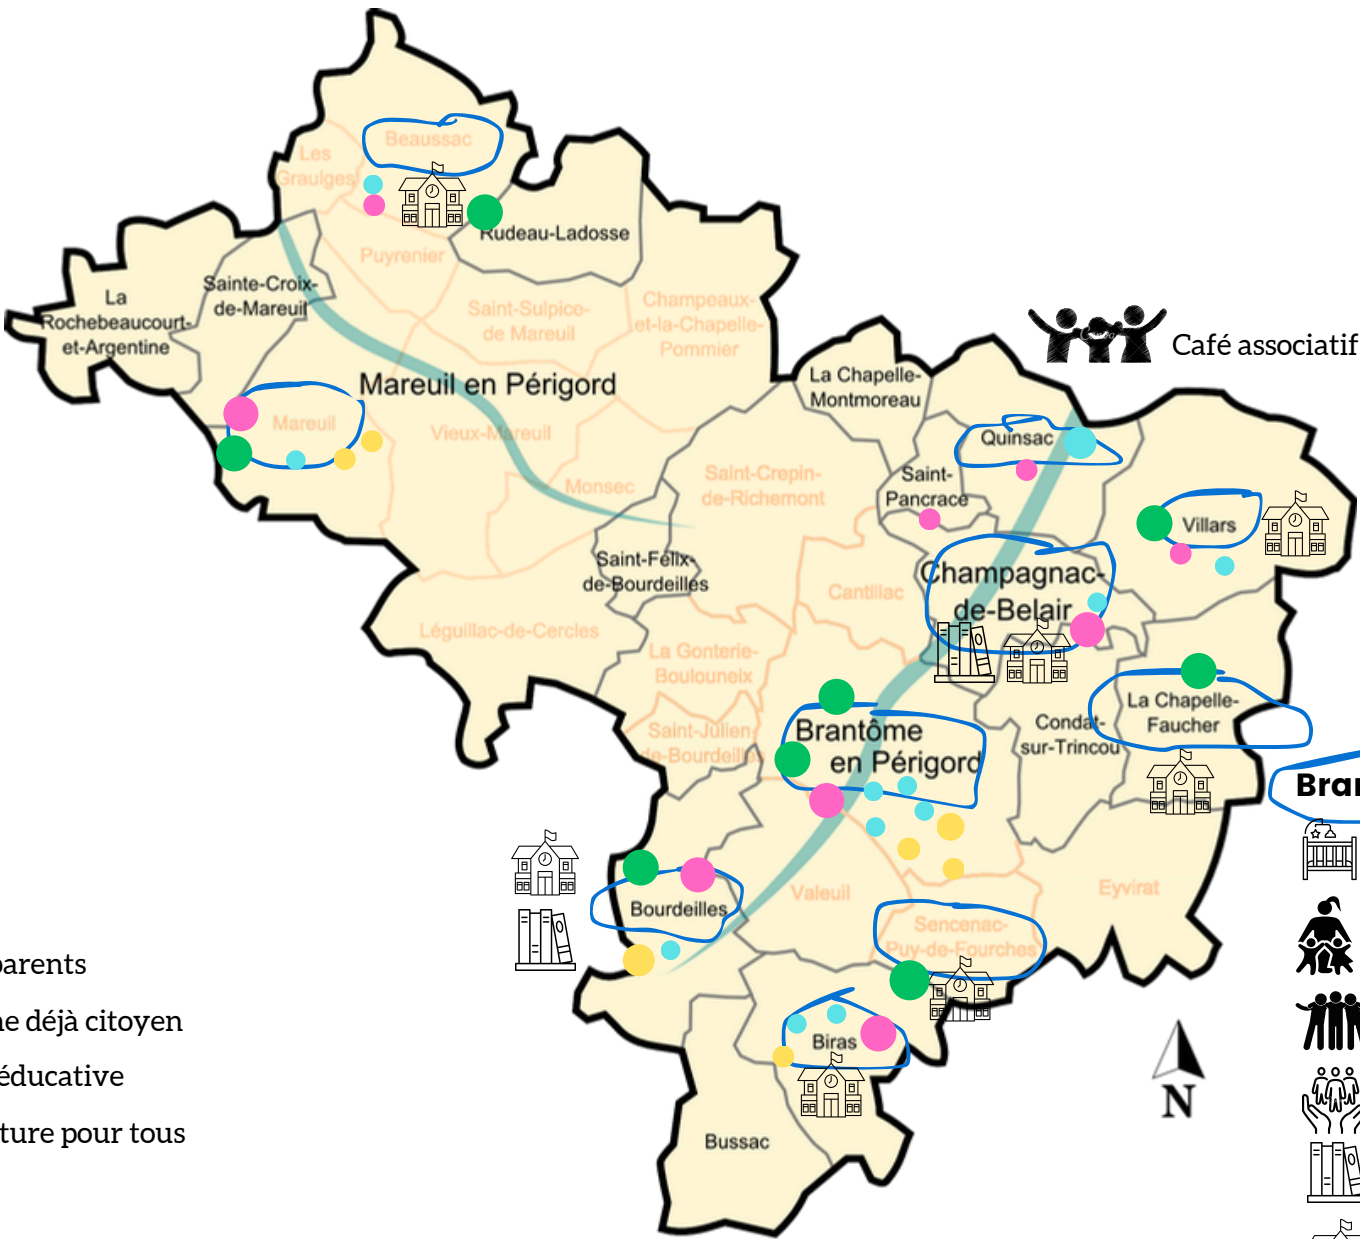 Beaussac
Les
Graulges
Rudeau-Ladosse
Puyrenier
Sainte-Croix-
de-Mareuil
La
Rochebeaucourt-
et-Argentine
Saint-Sulpice-
de Mareuil
Champeaux-
et-la-Chapelle-
Pommier
Café associatif
La Chapelle-
Montmoreau
Mareuil en Périgord
Mareuil
Vieux-Mareuil
Quinsac
Saint-Crepin-
de-Richemont
Saint-
Pancrace
Monsec
Villars
Saint-Félix-
de-Bourdeilles
Champagnac-
de-Belair
Cantillac
Léguillac-de-Cercles
La Gonterie-
Boulouneix
La Chapelle-
Faucher
Condat-
sur-Trincou
Saint-Julien-
de-Bourdeilles
Brantôme
en Périgord
Bran
Valeuil
Eyvirat
Bourdeilles
Sencenac-
Puy-de-Fourches
parents
ne déjà citoyen
éducative
ture pour tous
Biras
N
Bussac